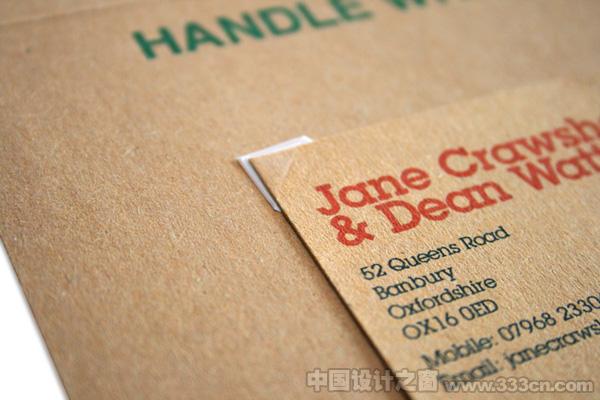 HANDLE
Jane Crawsh
& Dean Wat
52 Queens Road
Banbury
Oxfordshire
OX16 0ED
Mobile: 07968 2330
Email: janecrawsh
中国设计之窗 www.333cn.com